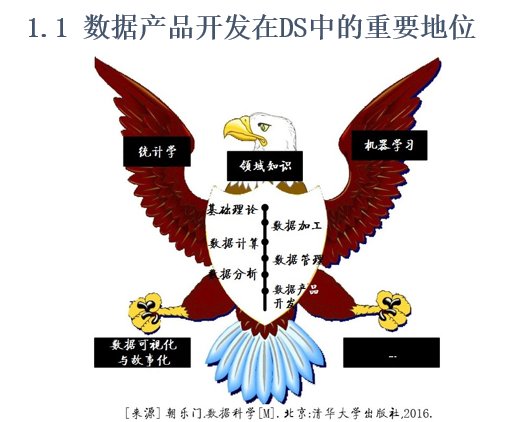 1.1 数据产品开发在DS中的重要地位
统计学
领域知识
机器学习
基础理论
数据加工
数据计算
数据管理
数据分析
数据产品
开发
数据可视化
与故事化
...
[来源] 朝乐门.数据科学[M].北京:清华大学出版社,2016.